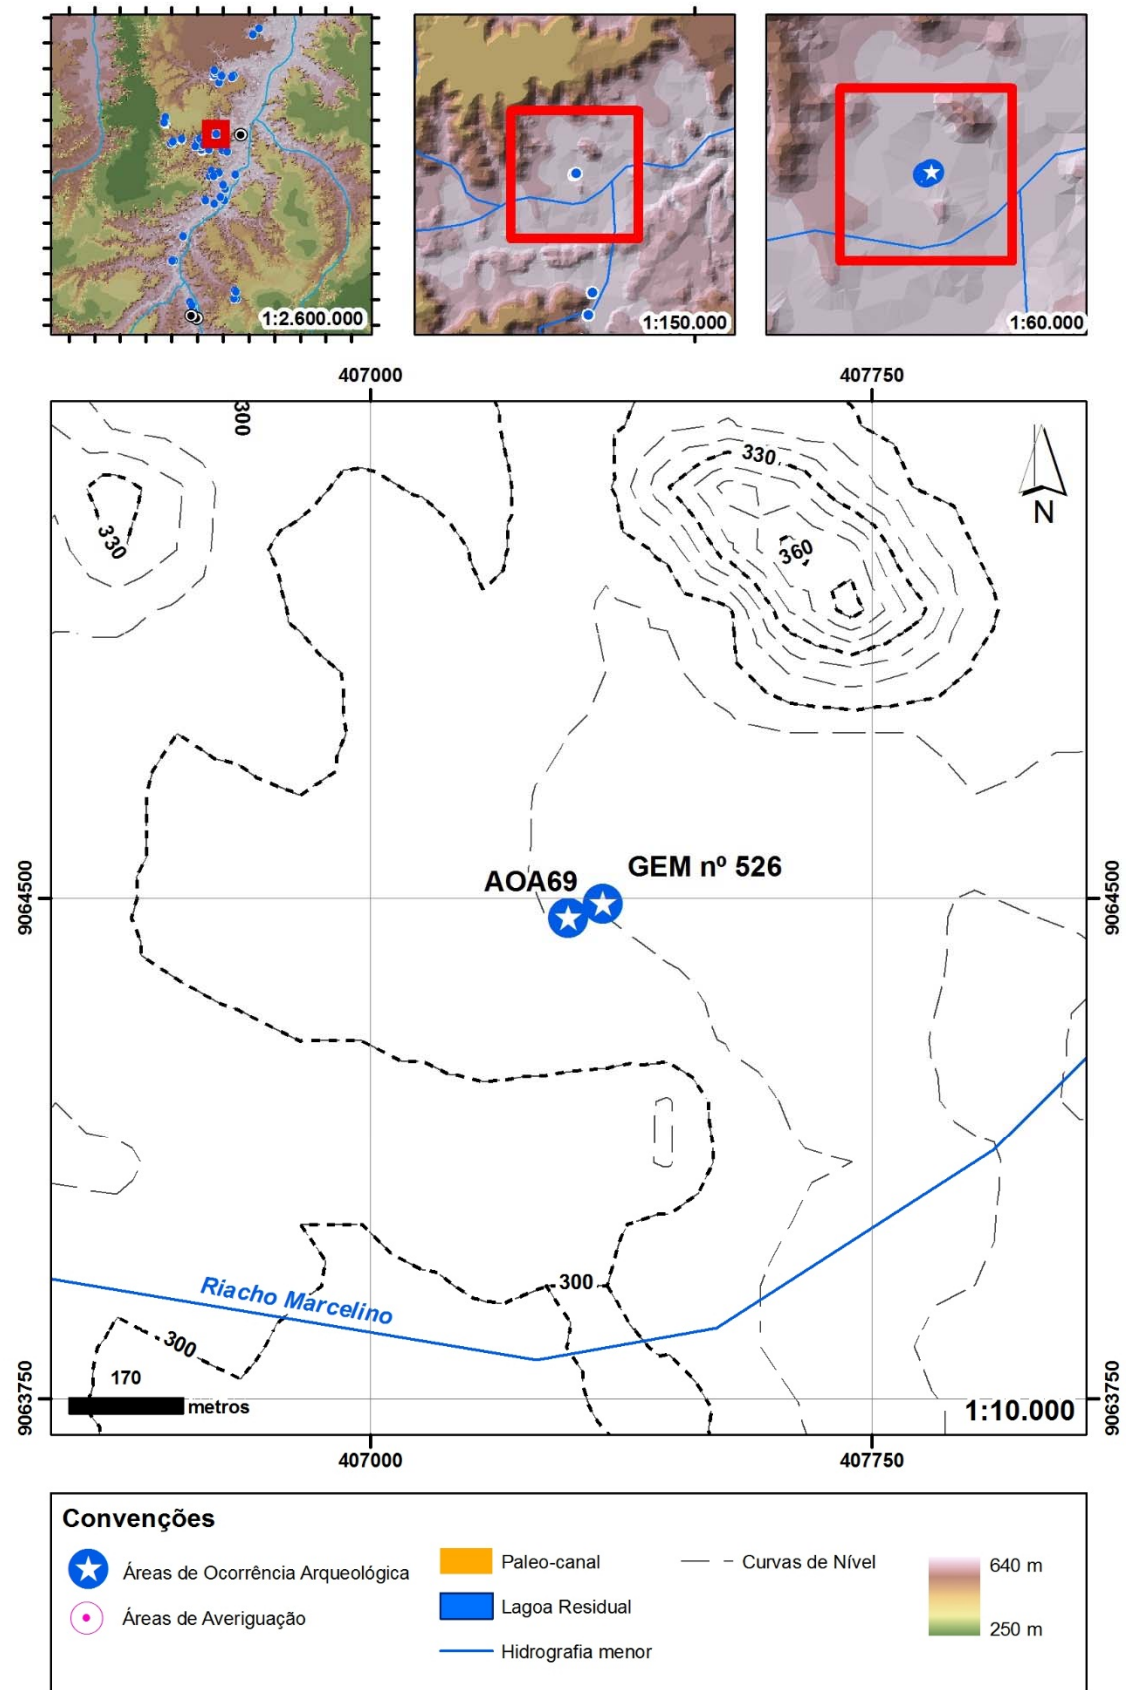 1:2.600.000
1:150.000
1:60.000
407000
407750
300
330
330
360
N
9064500
9064500
AOA69
GEM nº 526
300
Riacho Marcelino
300
170
metros
1:10.000
9063750
9063750
407000
407750
Convenções
Áreas de Ocorrência Arqueológica
Áreas de Averiguação
Paleo-canal
Lagoa Residual
Hidrografia menor
Curvas de Nível
640 m
250 m